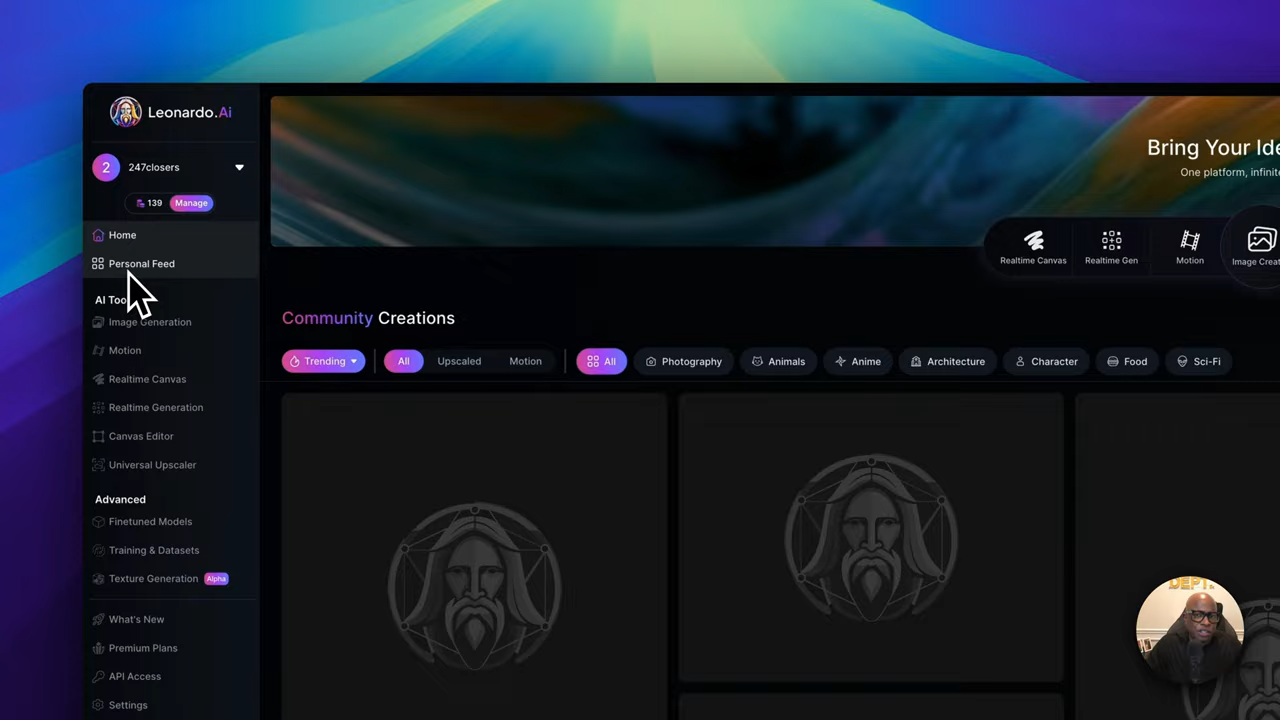 Leonardo.Ai
2 247closers
139 Manage
Home
Personal Feed
AI Too
Image Generation
Motion
Realtime Canvas
Realtime Generation
Canvas Editor
Universal Upscaler
Advanced
Finetuned Models
Training & Datasets
Texture Generation Alpha
What's New
Premium Plans
API Access
Settings
Bring Your Ide
One platform, infinite
Realtime Canvas Realtime Gen Motion Image Creat
Community Creations
Trending All Upscaled Motion All Photography Animals Anime Architecture Character Food Sci-Fi
DEPT.